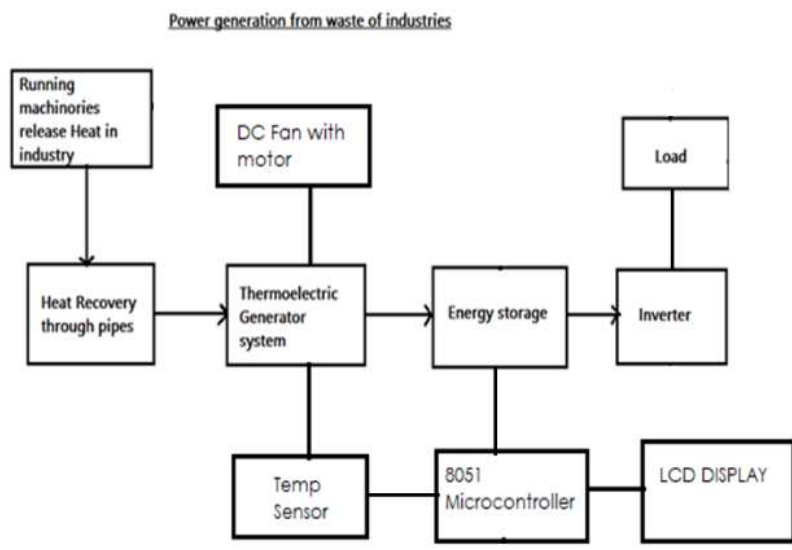 Power generation from waste of industries
Running
machinories
release Heat in
industry
DC Fan with
motor
Load
Heat Recovery
through pipes
Thermoelectric
Generator
system
Energy storage
Inverter
Temp
Sensor
8051
Microcontroller
LCD DISPLAY